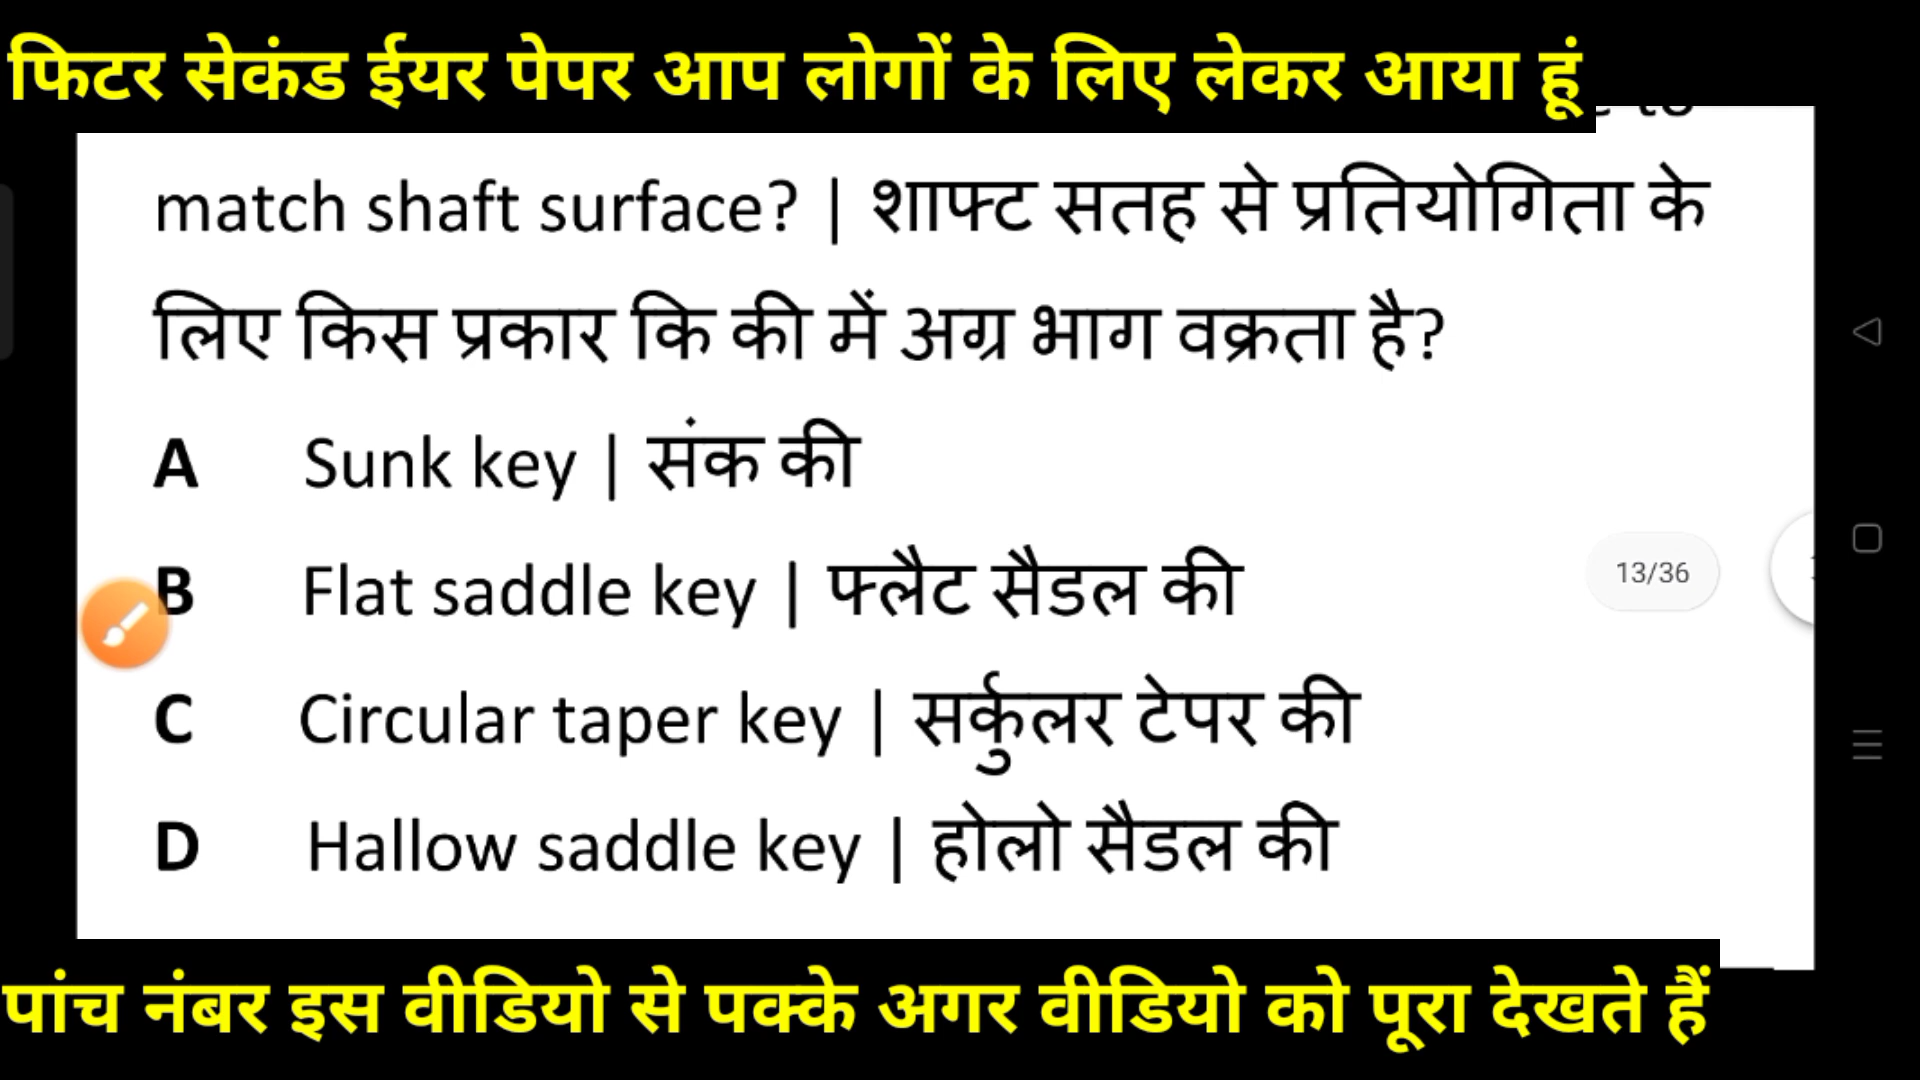 फिटर सेकंड ईयर पेपर आप लोगों के लिए लेकर आया हूं
match shaft surface? | शाफ्ट सतह से प्रतियोगिता के
लिए किस प्रकार कि की में अग्र भाग वक्रता है?
A Sunk key | संक की
B Flat saddle key | फ्लैट सैडल की
13/36
C Circular taper key | सर्कुलर टेपर की
D Hallow saddle key | होलो सैडल की
पांच नंबर इस वीडियो से पक्के अगर वीडियो को पूरा देखते हैं